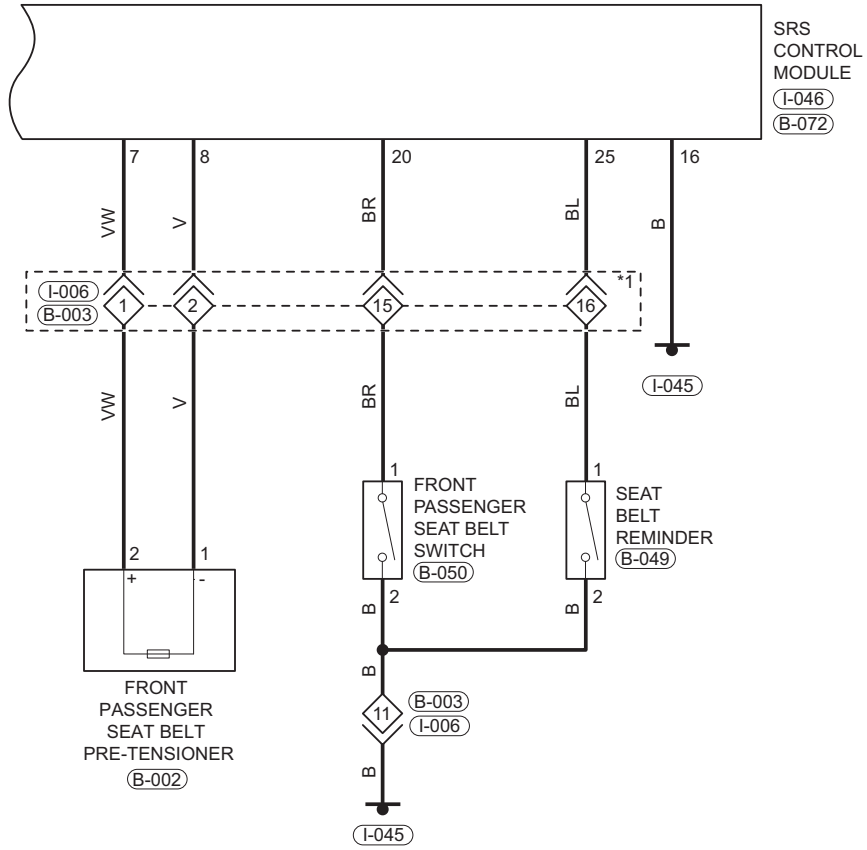 SRS
CONTROL
MODULE
I-046
B-072
7
8
20
25
16
VW
V
BR
BL
B
*1
I-006
B-003
1
2
15
16
I-045
VW
V
BR
BL
1
FRONT
PASSENGER
SEAT BELT
SWITCH
B-050
2
1
SEAT
BELT
REMINDER
B-049
2
2
1
+
-
B
B
FRONT
PASSENGER
SEAT BELT
PRE-TENSIONER
B-002
B
11
B-003
I-006
B
I-045